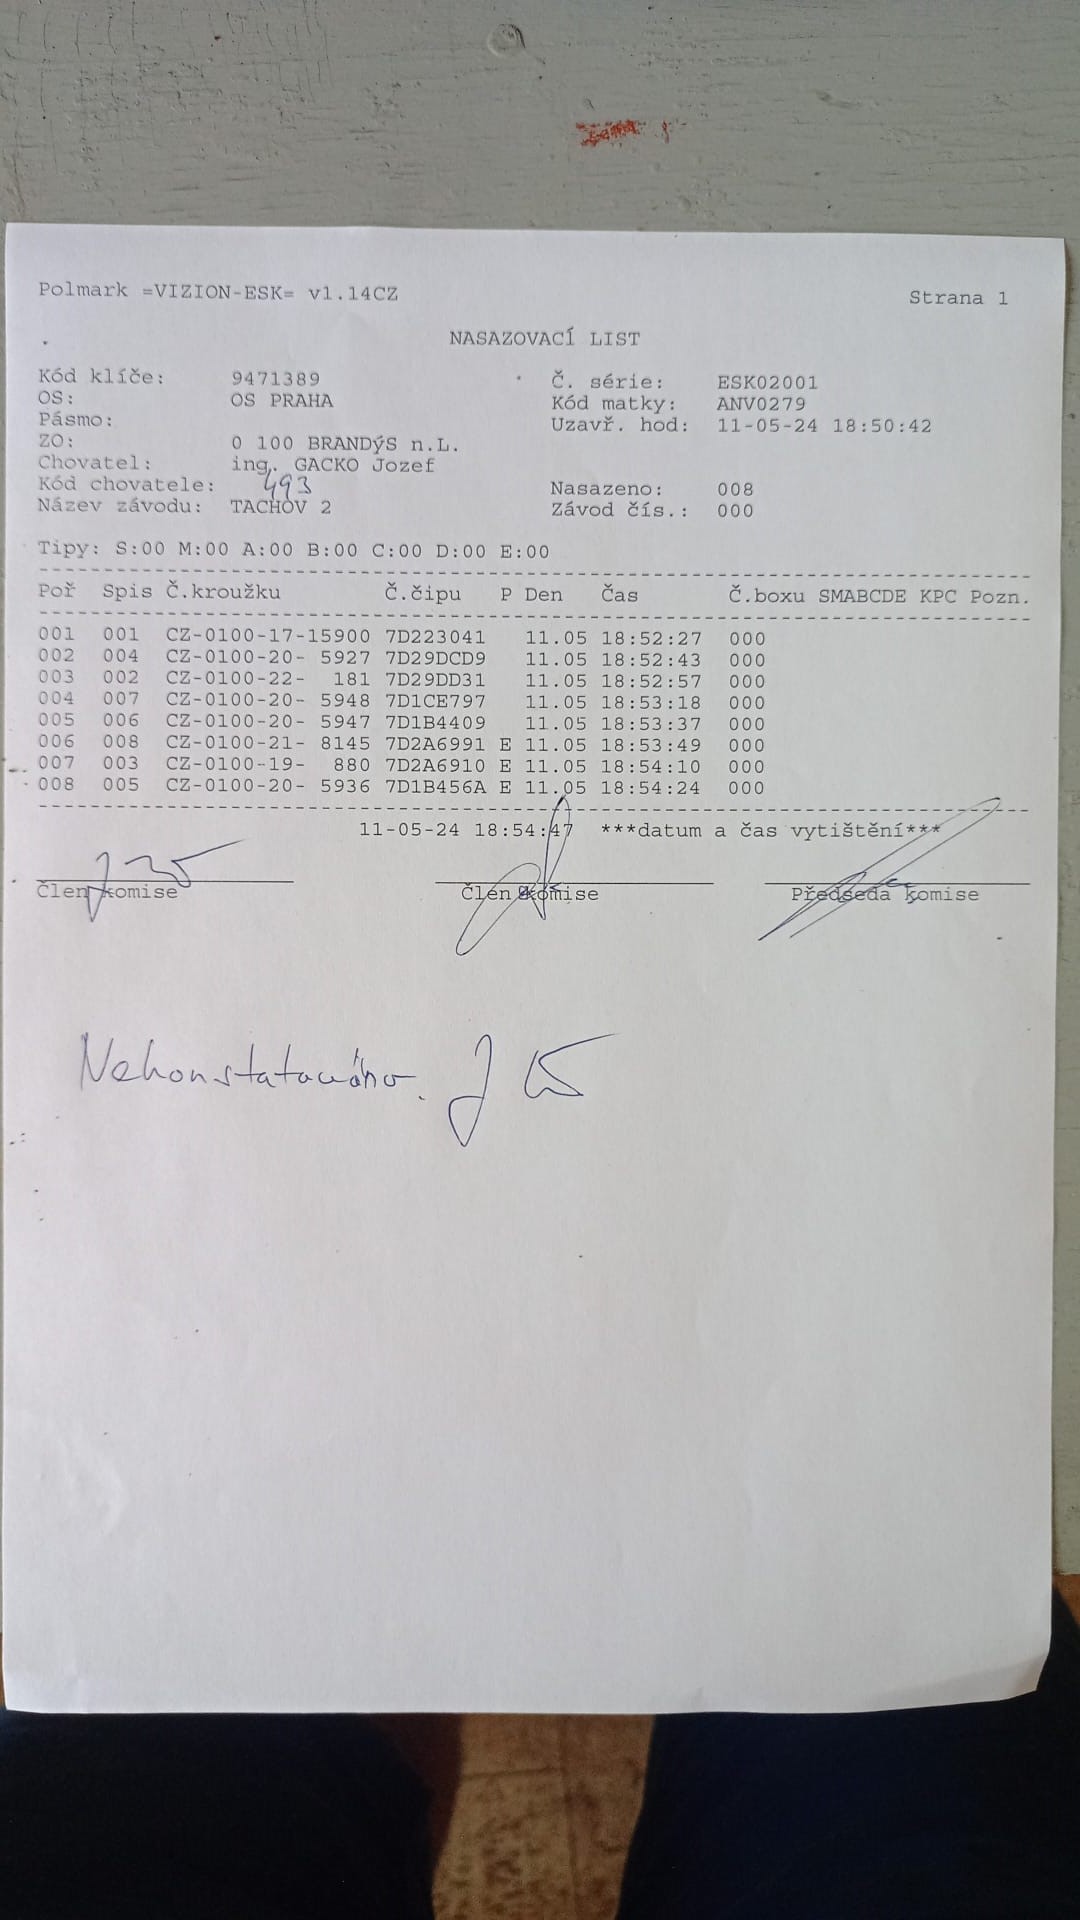 Polmark =VIZION-ESK= v1.14CZ Strana 1
NASAZOVACÍ LIST
Kód klíče: 9471389 Č. série: ESK02001
OS: OS PRAHA Kód matky: ANV0279
Pásmo: Uzavř. hod: 11-05-24 18:50:42
ZO: 0 100 BRANDýS n.L.
Chovatel: ing. GACKO Jozef
Kód chovatele: 493 Nasazeno: 008
Název závodu: TACHOV 2 Závod čís.: 000
Tipy: S:00 M:00 A:00 B:00 C:00 D:00 E:00
Poř Spis Č.kroužku Č.čipu P Den Čas Č.boxu SMABCDE KPC Pozn.
001 001 CZ-0100-17-15900 7D223041 11.05 18:52:27 000
002 004 CZ-0100-20- 5927 7D29DCD9 11.05 18:52:43 000
003 002 CZ-0100-22- 181 7D29DD31 11.05 18:52:57 000
004 007 CZ-0100-20- 5948 7D1CE797 11.05 18:53:18 000
005 006 CZ-0100-20- 5947 7D1B4409 11.05 18:53:37 000
006 008 CZ-0100-21- 8145 7D2A6991 E 11.05 18:53:49 000
007 003 CZ-0100-19- 880 7D2A6910 E 11.05 18:54:10 000
008 005 CZ-0100-20- 5936 7D1B456A E 11.05 18:54:24 000
11-05-24 18:54:47 ***datum a čas vytištění***
Člen komise Člen komise Předseda komise